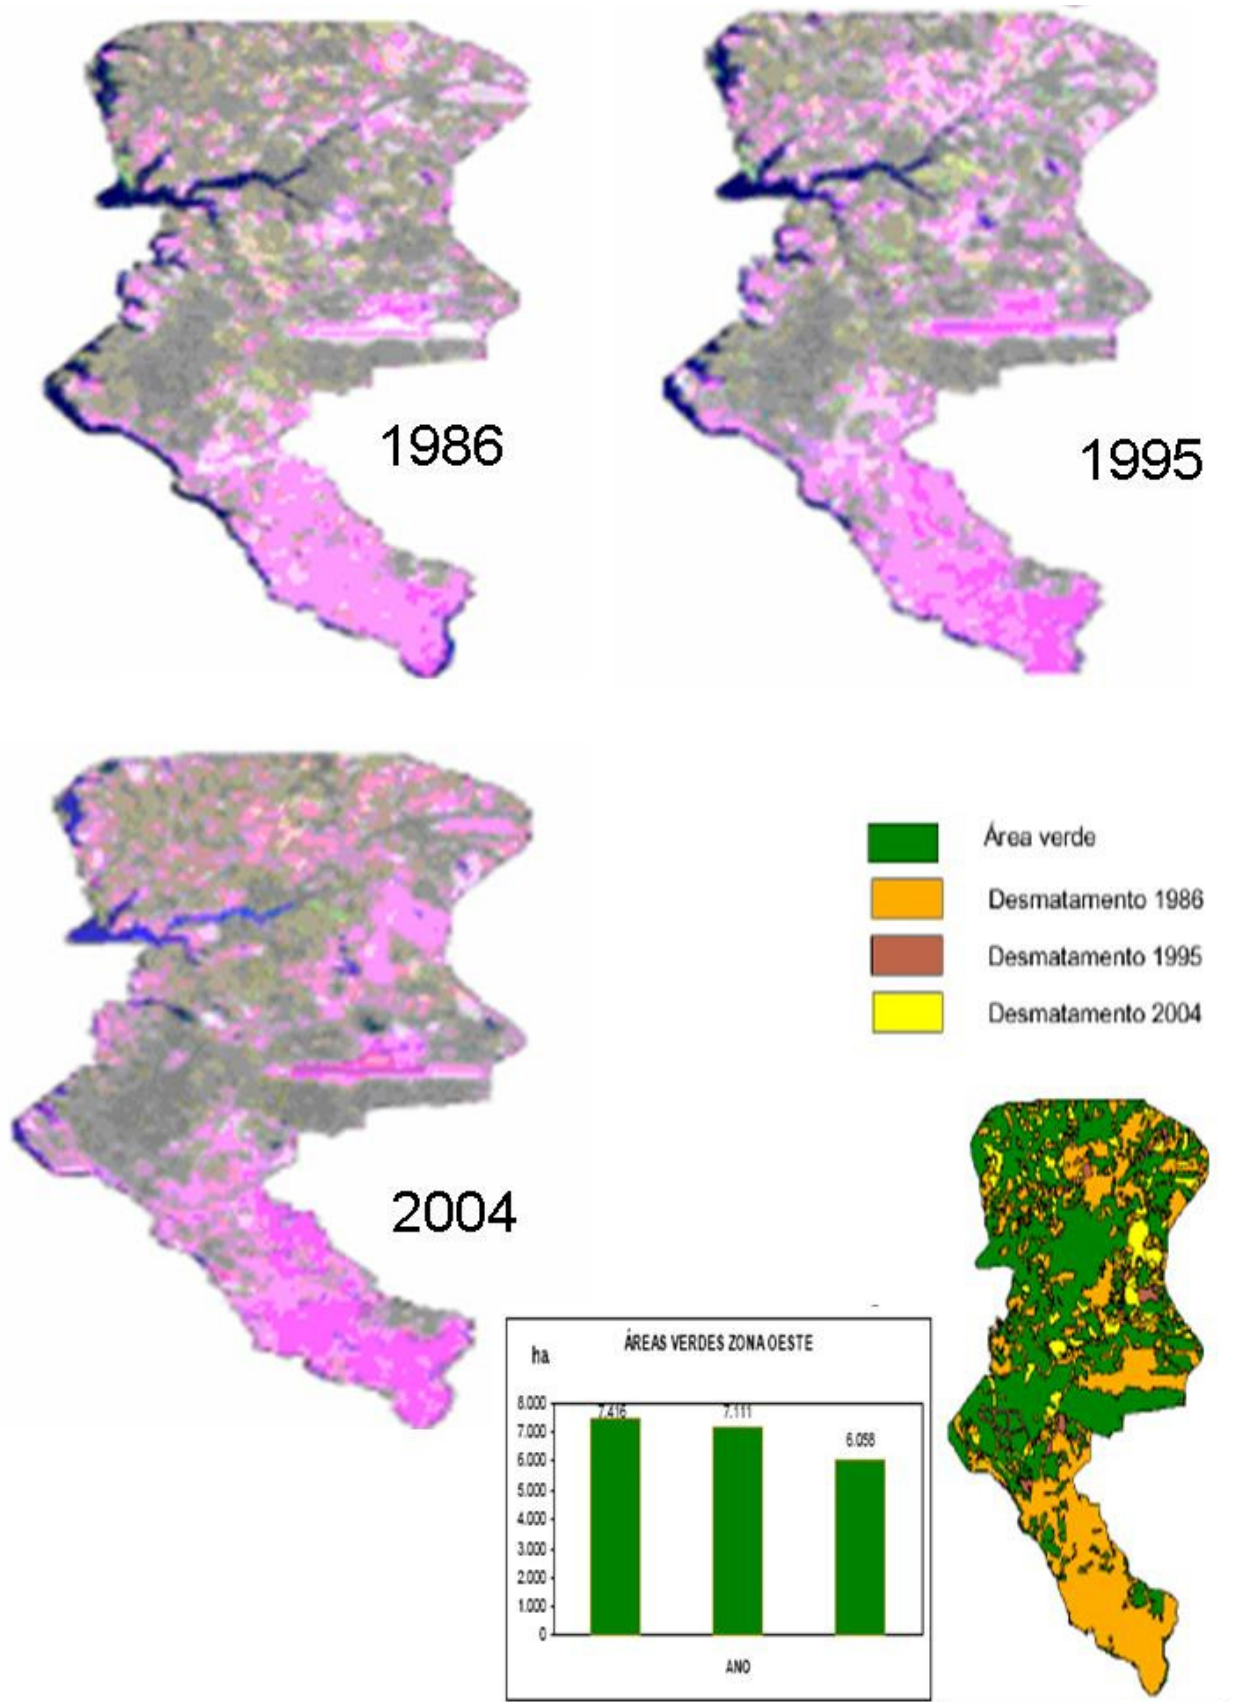 1986
1995
2004
Área verde
Desmatamento 1986
Desmatamento 1995
Desmatamento 2004
ÁREAS VERDES ZONA OESTE
ha
8.000
7.000
6.000
5.000
4.000
3.000
2.000
1.000
0
7.416
7.111
6.058
ANO